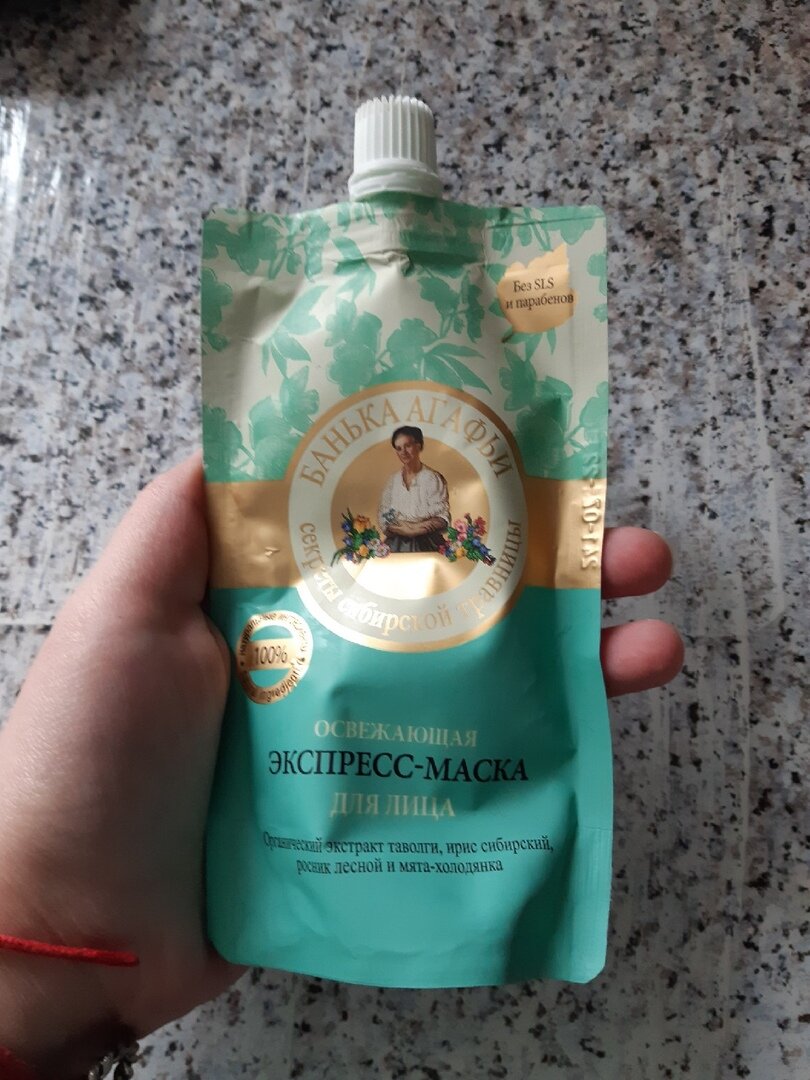 Без SLS
и парабенов
БАНЬКА АГАФЬИ
секреты сибирской травницы
100%
ОСВЕЖАЮЩАЯ
ЭКСПРЕСС-МАСКА
ДЛЯ ЛИЦА
Органический экстракт таволги, ирис сибирский,
росник лесной и мята-холодянка